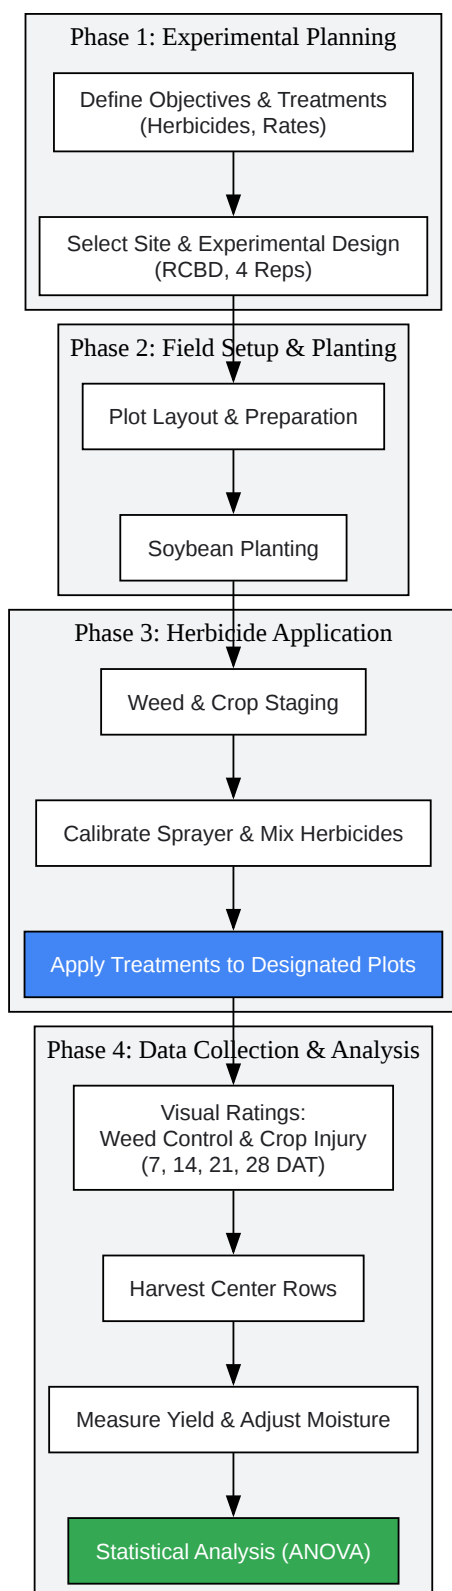 Phase 1: Experimental Planning
Define Objectives & Treatments
(Herbicides, Rates)
Select Site & Experimental Design
(RCBD, 4 Reps)
Phase 2: Field Setup & Planting
Plot Layout & Preparation
Soybean Planting
Phase 3: Herbicide Application
Weed & Crop Staging
Calibrate Sprayer & Mix Herbicides
Apply Treatments to Designated Plots
Phase 4: Data Collection & Analysis
Visual Ratings:
Weed Control & Crop Injury
(7, 14, 21, 28 DAT)
Harvest Center Rows
Measure Yield & Adjust Moisture
Statistical Analysis (ANOVA)